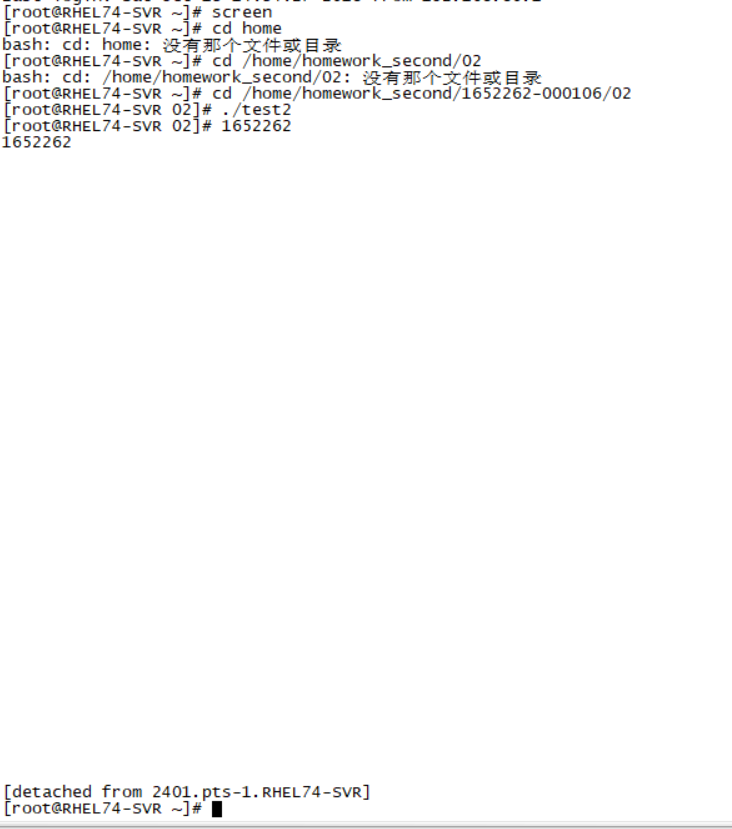 [root@RHEL74-SVR ~]# screen
[root@RHEL74-SVR ~]# cd home
bash: cd: home: 没有那个文件或目录
[root@RHEL74-SVR ~]# cd /home/homework_second/02
bash: cd: /home/homework_second/02: 没有那个文件或目录
[root@RHEL74-SVR ~]# cd /home/homework_second/1652262-000106/02
[root@RHEL74-SVR 02]# ./test2
[root@RHEL74-SVR 02]# 1652262
1652262
[detached from 2401.pts-1.RHEL74-SVR]
[root@RHEL74-SVR ~]#